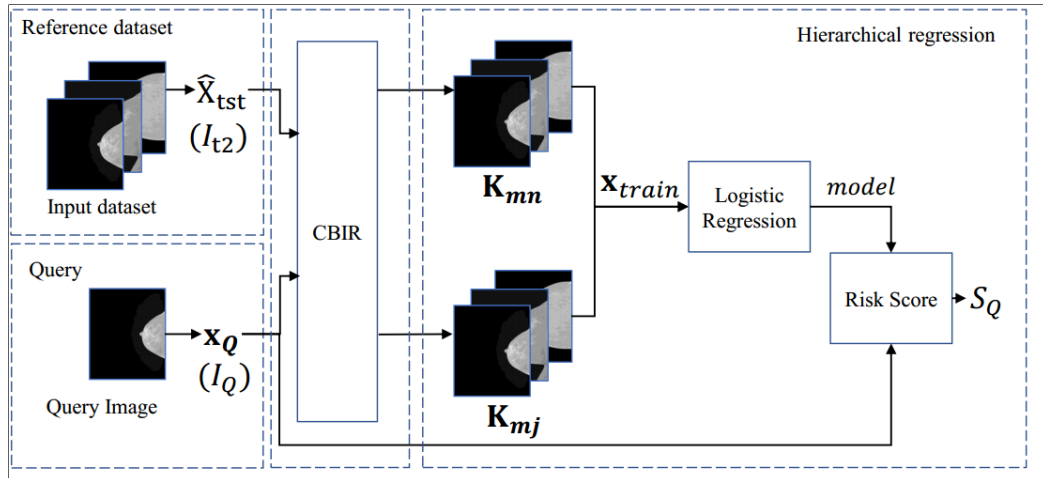 Reference dataset
X̂tst
(It2)
Input dataset
Query
xQ
(IQ)
Query Image
CBIR
Hierarchical regression
Kmn
Kmj
xtrain
Logistic
Regression
model
Risk Score
SQ